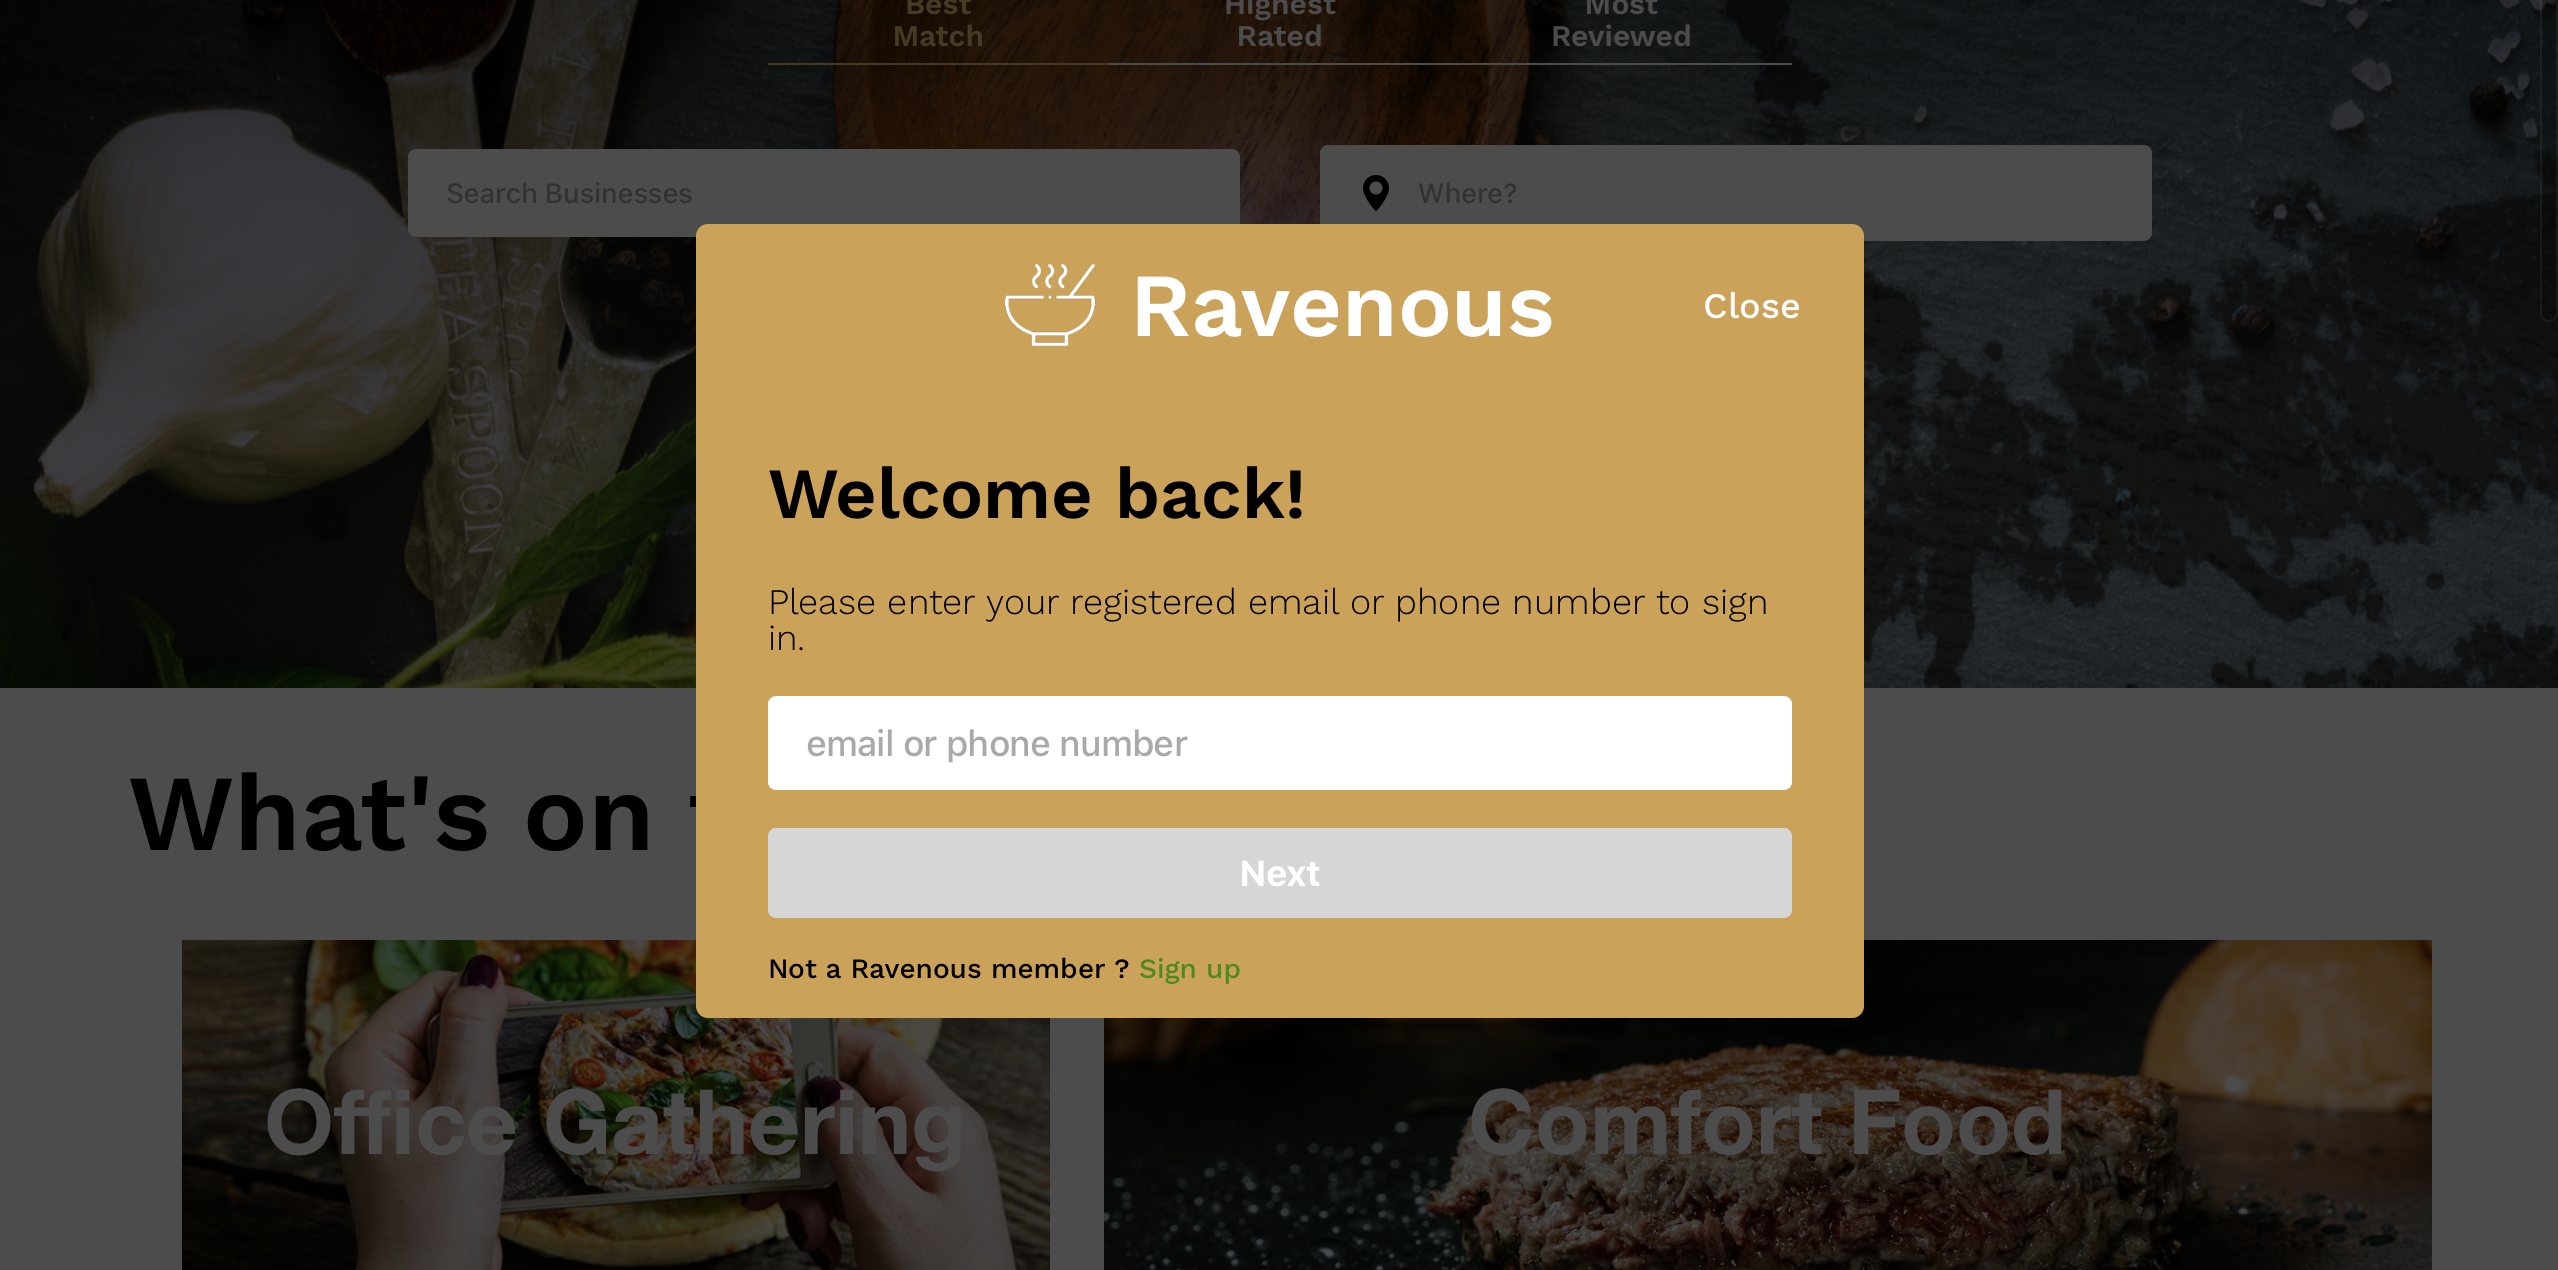 Best
Match
Highest
Rated
Most
Reviewed
Search Businesses
Where?
TEA SPOON
Ravenous
Close
Welcome back!
Please enter your registered email or phone number to sign
in.
email or phone number
Next
Not a Ravenous member ? Sign up
What's on
Office Gathering
Comfort Food